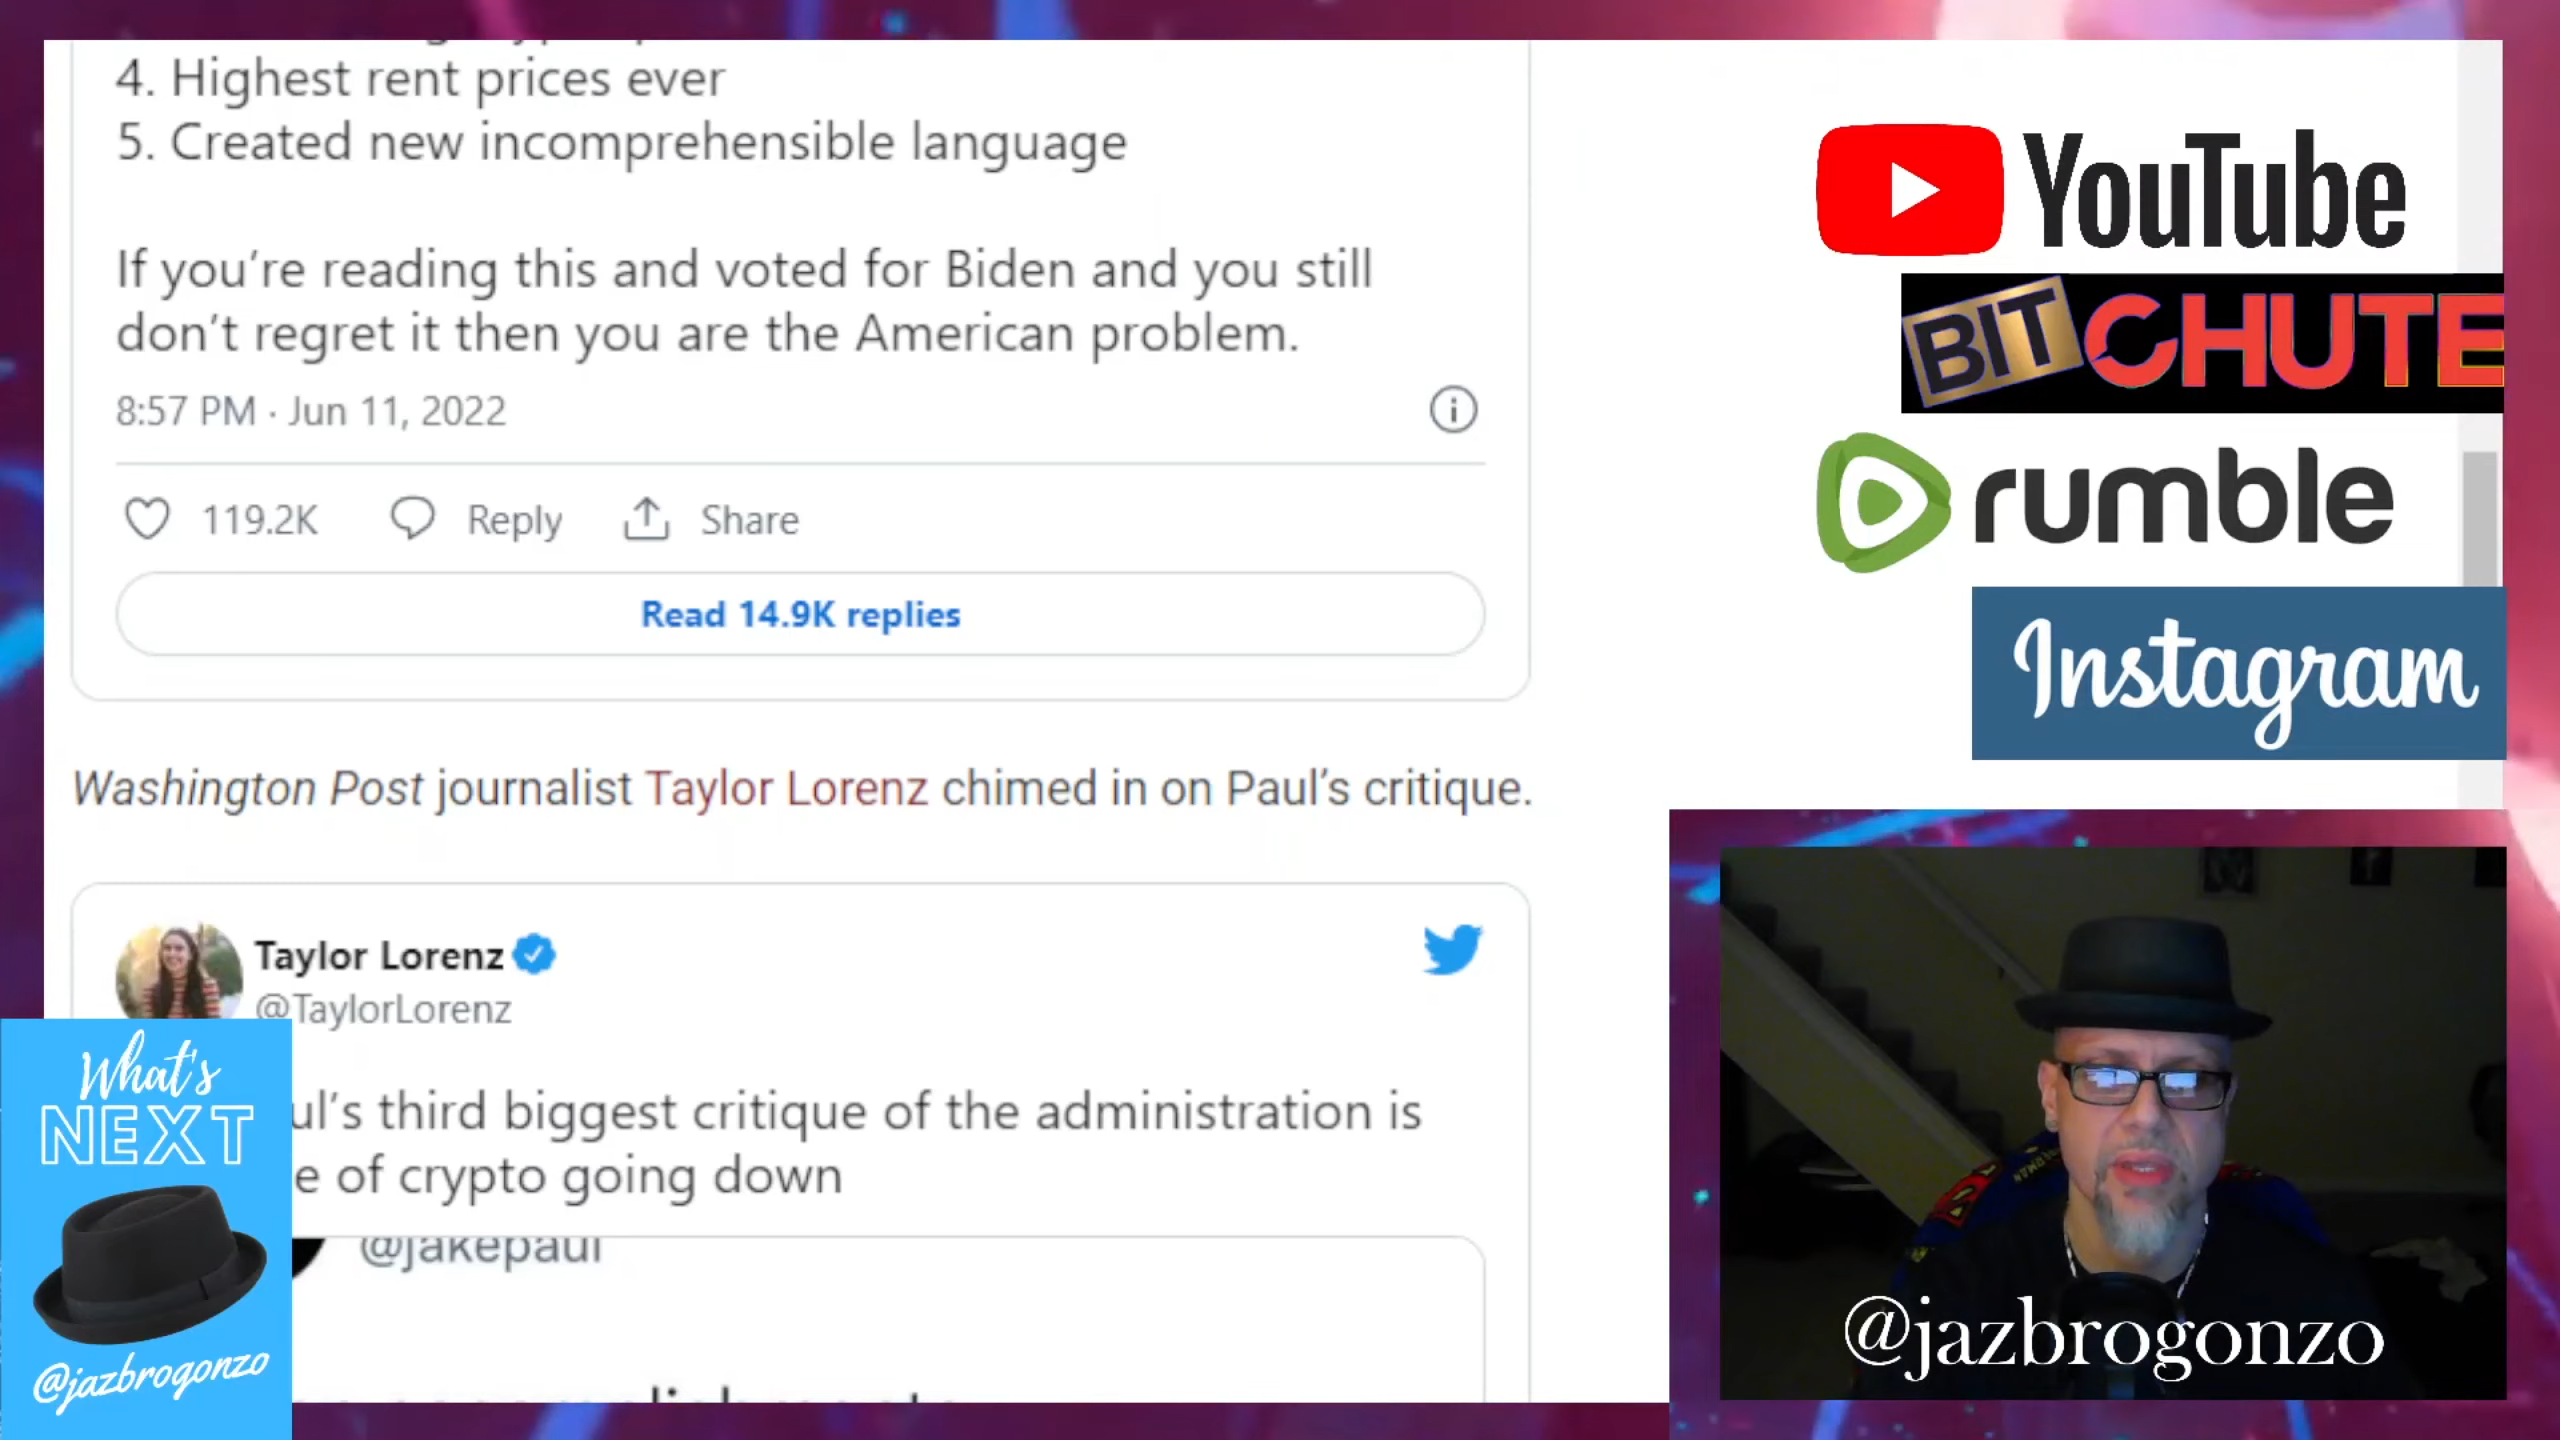 4. Highest rent prices ever
5. Created new incomprehensible language
If you’re reading this and voted for Biden and you still
don’t regret it then you are the American problem.
8:57 PM · Jun 11, 2022
119.2K Reply Share
Read 14.9K replies
Washington Post journalist Taylor Lorenz chimed in on Paul’s critique.
Taylor Lorenz
@TaylorLorenz
ul’s third biggest critique of the administration is
e of crypto going down
@jakepaul
What's
NEXT
@jazbrogonzo
YouTube
BITCHUTE
rumble
Instagram
@jazbrogonzo